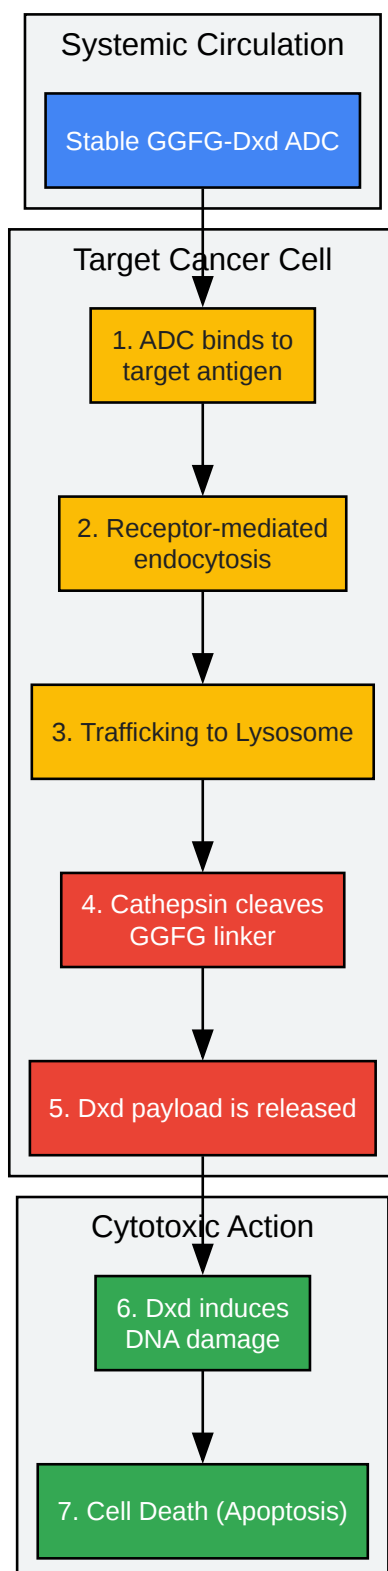 Systemic Circulation
Stable GGFG-Dxd ADC
Target Cancer Cell
1. ADC binds to
target antigen
2. Receptor-mediated
endocytosis
3. Trafficking to Lysosome
4. Cathepsin cleaves
GGFG linker
5. Dxd payload is released
Cytotoxic Action
6. Dxd induces
DNA damage
7. Cell Death (Apoptosis)